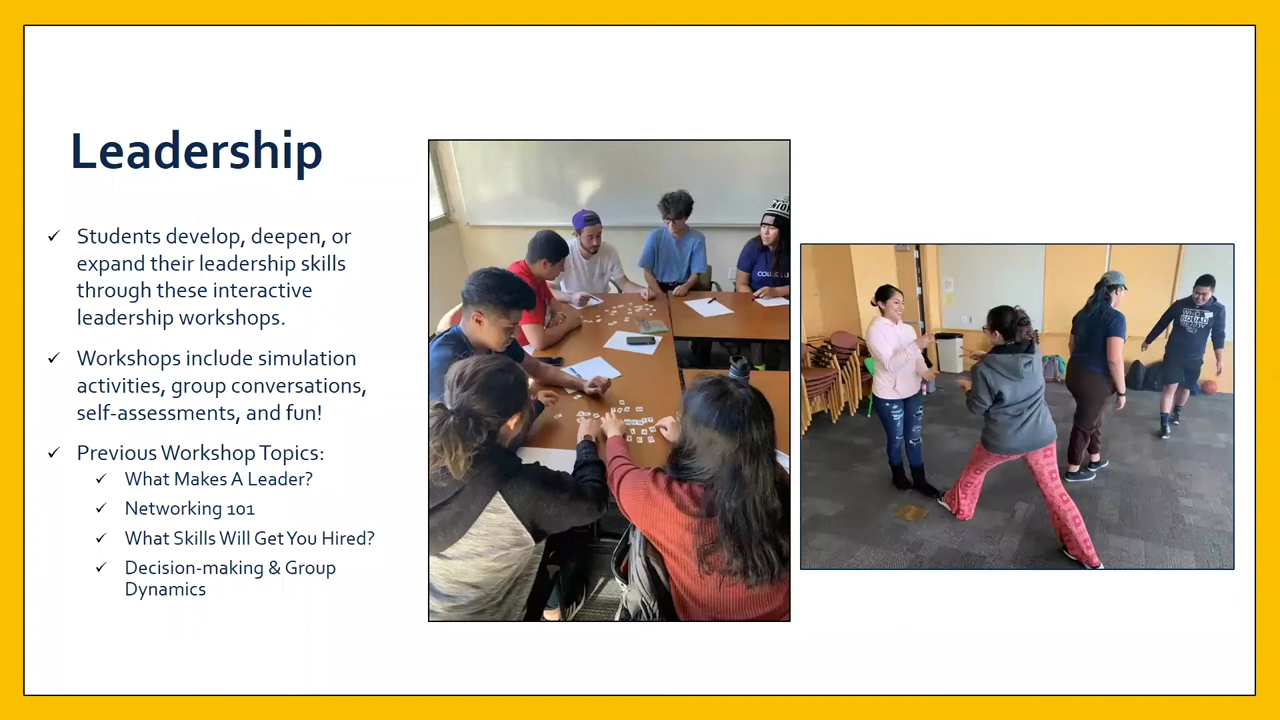 Leadership
✓ Students develop, deepen, or
expand their leadership skills
through these interactive
leadership workshops.
✓ Workshops include simulation
activities, group conversations,
self-assessments, and fun!
✓ Previous Workshop Topics:
✓ What Makes A Leader?
✓ Networking 101
✓ What Skills Will Get You Hired?
✓ Decision-making & Group
Dynamics